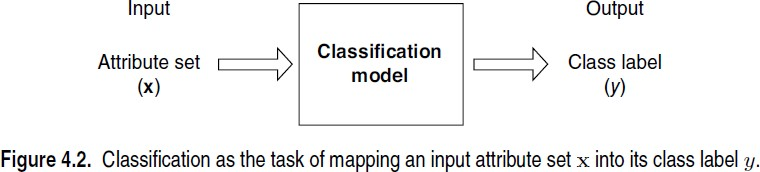 Input
Output
Attribute set
(x)
Classification
model
Class label
(y)
Figure 4.2. Classification as the task of mapping an input attribute set x into its class label y.